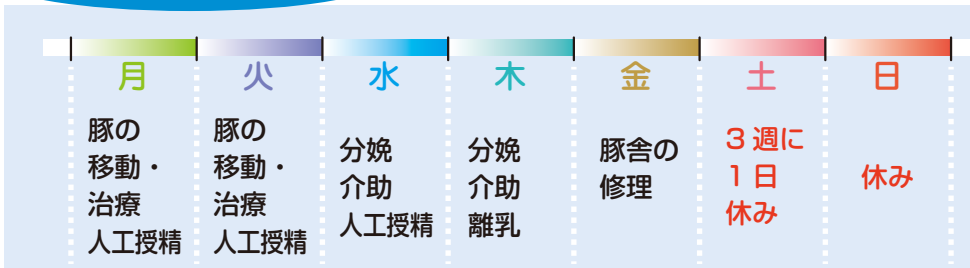 月
火
水
木
金
土
日
豚の
移動・
治療
人工授精
豚の
移動・
治療
人工授精
分娩
介助
人工授精
分娩
介助
離乳
豚舎の
修理
３週に
１日
休み
休み